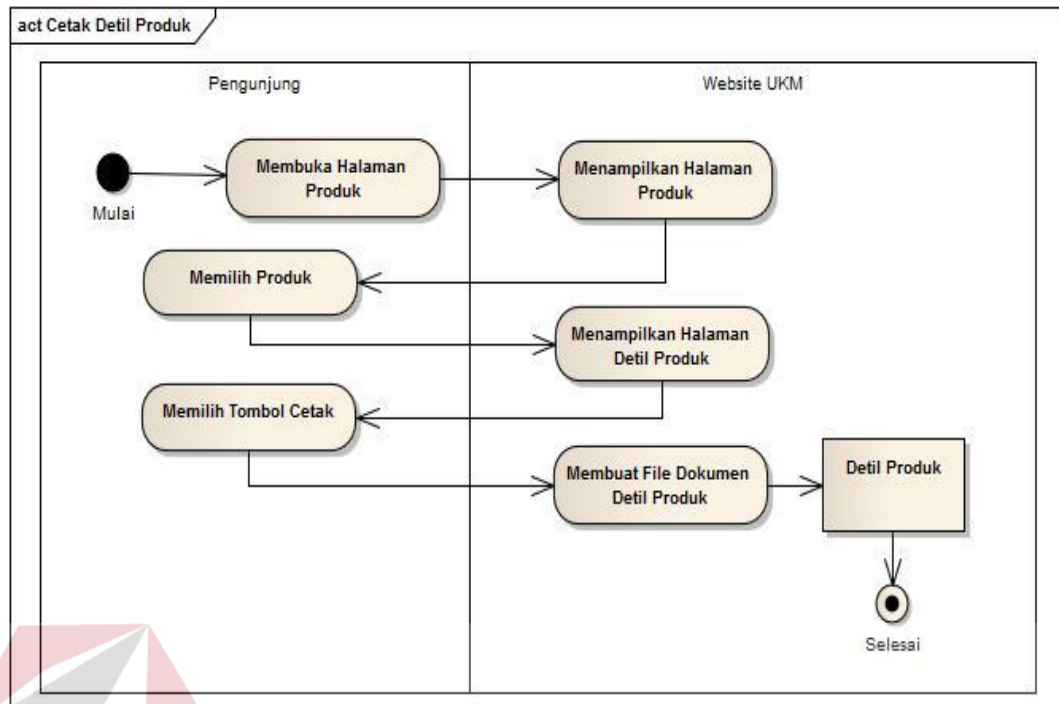 act Cetak Detil Produk
Pengunjung
Website UKM
Mulai
Membuka Halaman
Produk
Menampilkan Halaman
Produk
Memilih Produk
Menampilkan Halaman
Detil Produk
Memilih Tombol Cetak
Membuat File Dokumen
Detil Produk
Detil Produk
Selesai